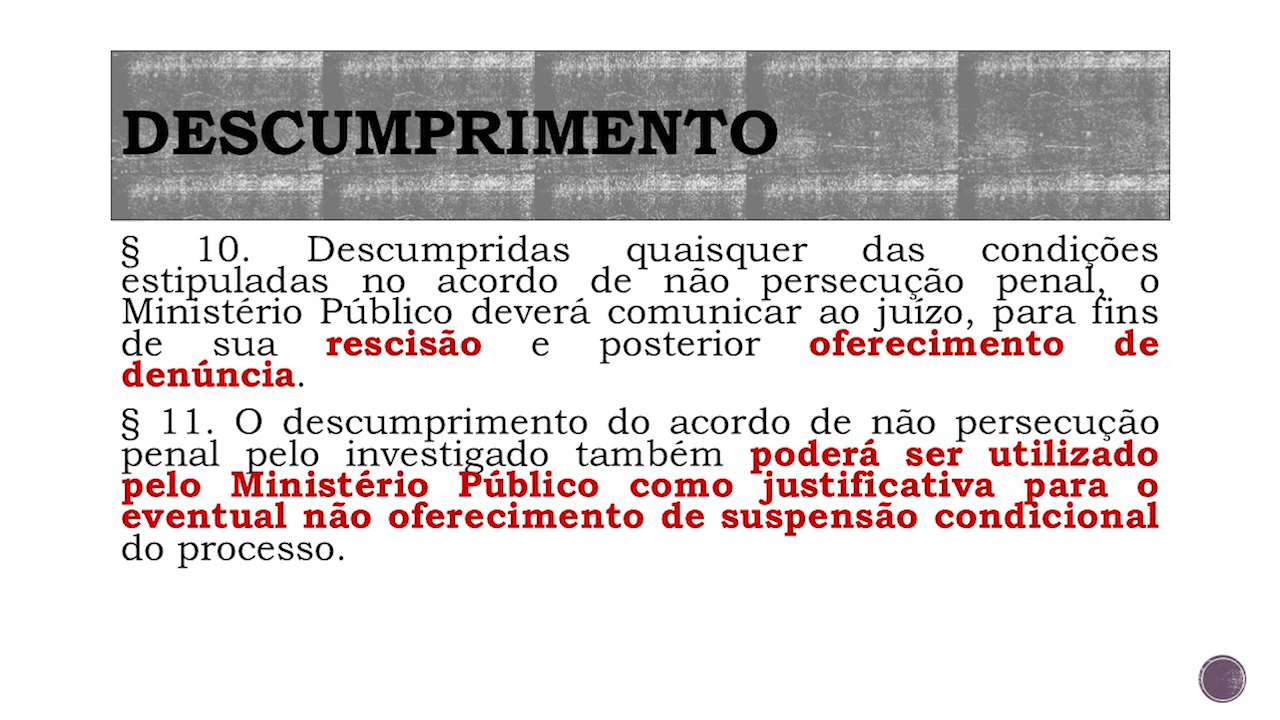 DESCUMPRIMENTO
§ 10. Descumpridas quaisquer das condições
estipuladas no acordo de não persecução penal, o
Ministério Público deverá comunicar ao juízo, para fins
de sua rescisão e posterior oferecimento de
denúncia.
§ 11. O descumprimento do acordo de não persecução
penal pelo investigado também poderá ser utilizado
pelo Ministério Público como justificativa para o
eventual não oferecimento de suspensão condicional
do processo.